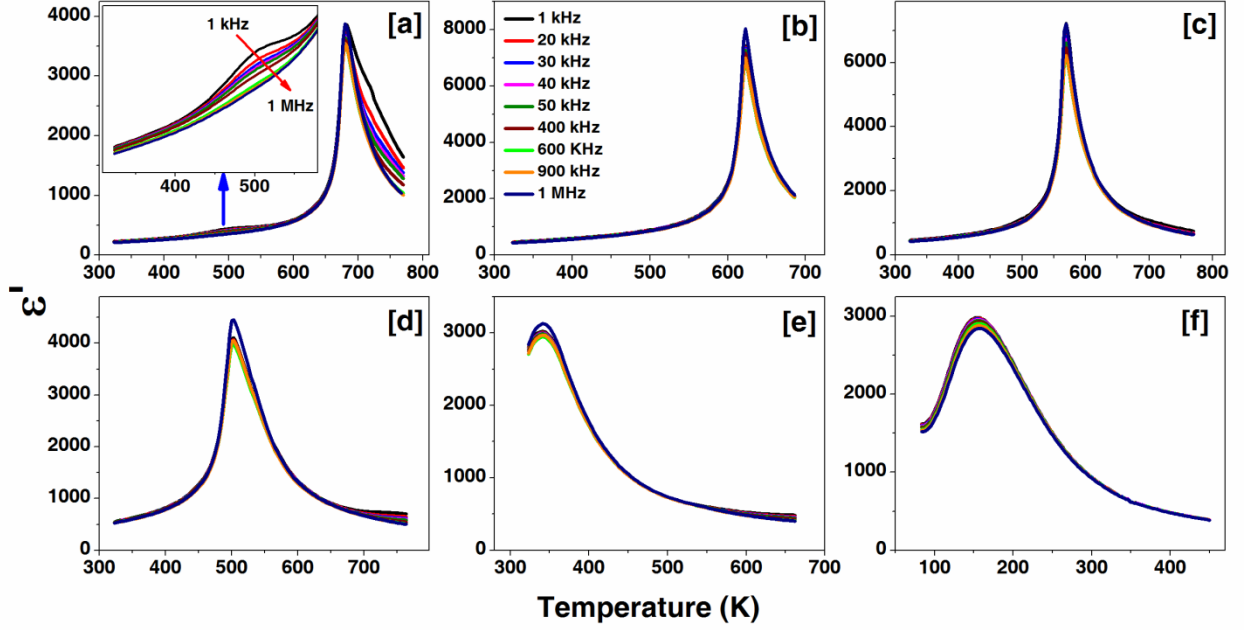 4000
3000
2000
1000
0
300 400 500 600 700 800
1 kHz
1 MHz
400 500
[a]
8000
6000
4000
2000
0
300 400 500 600 700
[b]
1 kHz
20 kHz
30 kHz
40 kHz
50 kHz
400 kHz
600 KHz
900 kHz
1 MHz
6000
4000
2000
0
300 400 500 600 700 800
[c]
ε'
5000
4000
3000
2000
1000
0
300 400 500 600 700
[d]
3000
2000
1000
0
300 400 500 600 700
[e]
3000
2000
1000
0
100 200 300 400
[f]
Temperature (K)